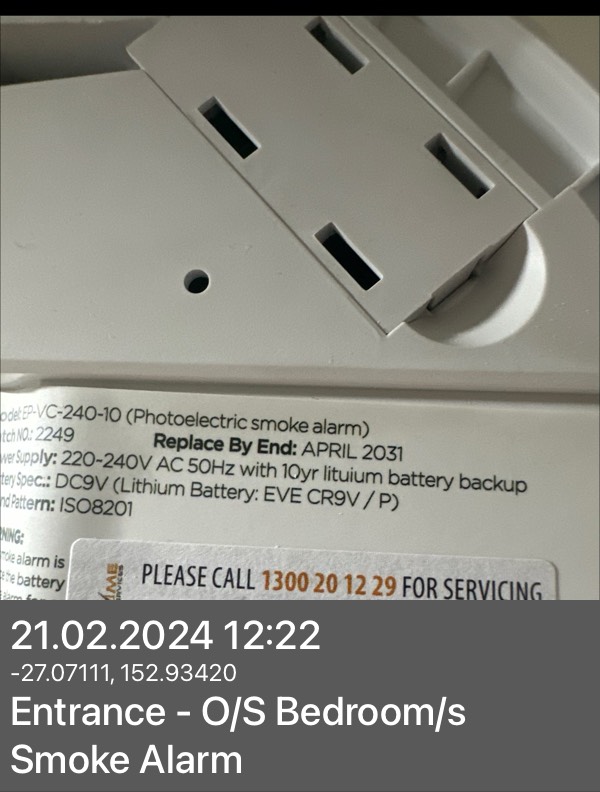 odel: EP-VC-240-10 (Photoelectric smoke alarm)
tch NO.: 2249
Replace By End: APRIL 2031
wer Supply: 220-240V AC 50Hz with 10yr lituium battery backup
tery Spec.: DC9V (Lithium Battery: EVE CR9V / P)
nd Pattern: ISO8201
NING:
moke alarm is
the battery
PLEASE CALL 1300 20 12 29 FOR SERVICING
21.02.2024 12:22
-27.07111, 152.93420
Entrance - O/S Bedroom/s
Smoke Alarm